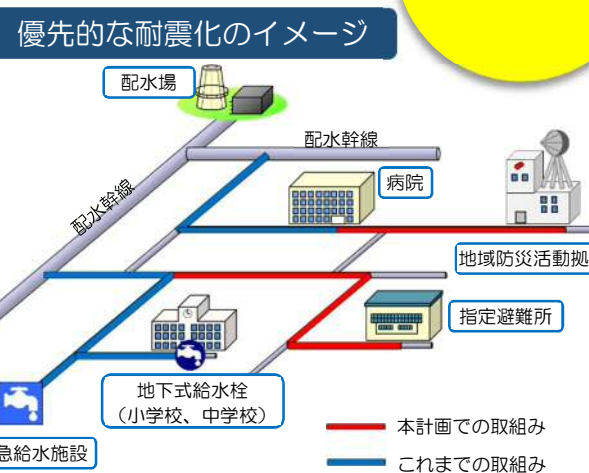 優先的な耐震化のイメージ
配水場
配水幹線
病院
配水幹線
地域防災活動拠
指定避難所
地下式給水栓
（小学校、中学校）
急給水施設
本計画での取組み
これまでの取組み